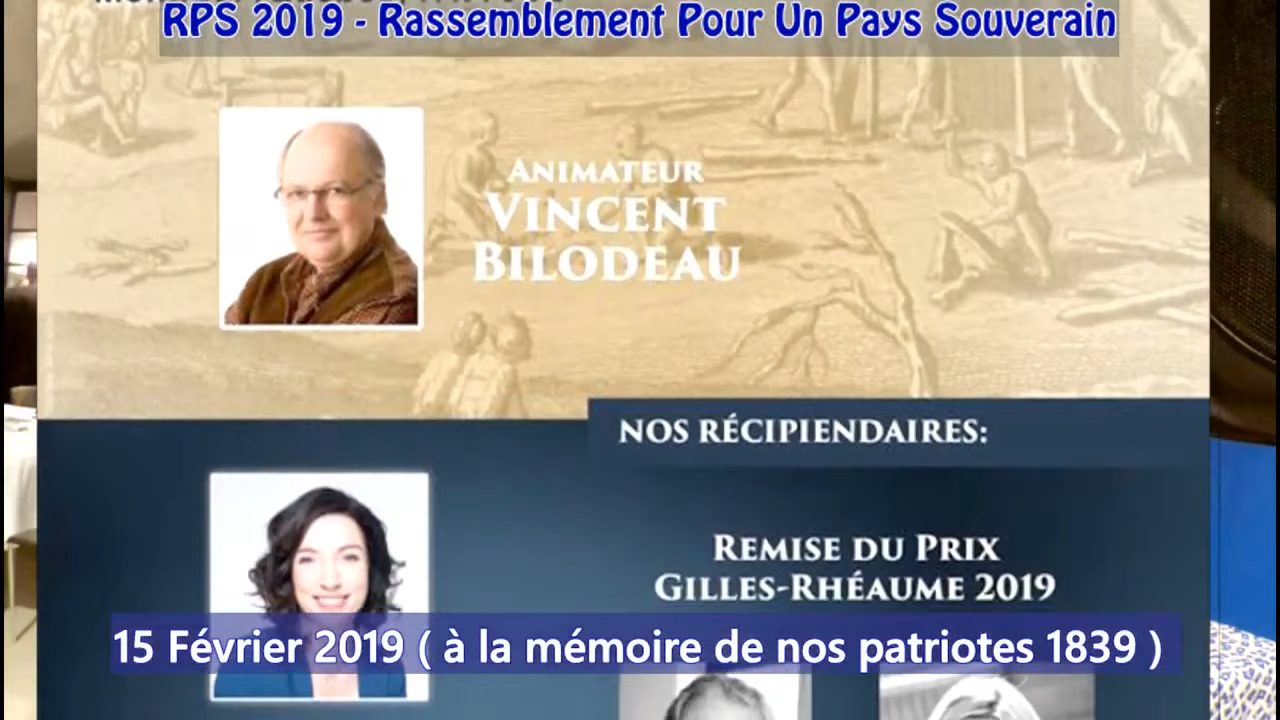 RPS 2019 - Rassemblement Pour Un Pays Souverain
ANIMATEUR
VINCENT
BILODEAU
NOS RÉCIPIENDAIRES:
REMISE DU PRIX
GILLES-RHÉAUME 2019
15 Février 2019 ( à la mémoire de nos patriotes 1839 )